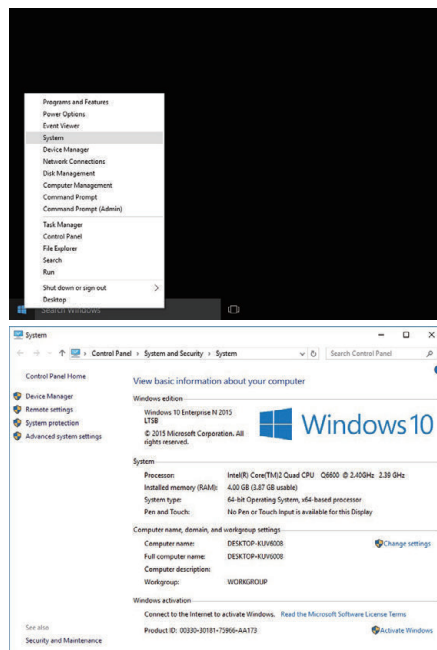 Programs and Features
Power Options
Event Viewer
System
Device Manager
Network Connections
Disk Management
Computer Management
Command Prompt
Command Prompt (Admin)
Task Manager
Control Panel
File Explorer
Search
Run
Shut down or sign out
Desktop
Search Windows
System
Control Panel › System and Security › System
Search Control Panel
Control Panel Home
Device Manager
Remote settings
System protection
Advanced system settings
View basic information about your computer
Windows edition
Windows 10 Enterprise N 2015
LTSB
© 2015 Microsoft Corporation. All
rights reserved.
Windows 10
System
Processor: Intel(R) Core(TM)2 Quad CPU Q6600 @ 2.40GHz 2.39 GHz
Installed memory (RAM): 4.00 GB (3.87 GB usable)
System type: 64-bit Operating System, x64-based processor
Pen and Touch: No Pen or Touch Input is available for this Display
Computer name, domain, and workgroup settings
Computer name: DESKTOP-KUV6008
Change settings
Full computer name: DESKTOP-KUV6008
Computer description:
Workgroup: WORKGROUP
Windows activation
Connect to the Internet to activate Windows. Read the Microsoft Software License Terms
Product ID: 00330-30181-75966-AA173
Activate Windows
See also
Security and Maintenance